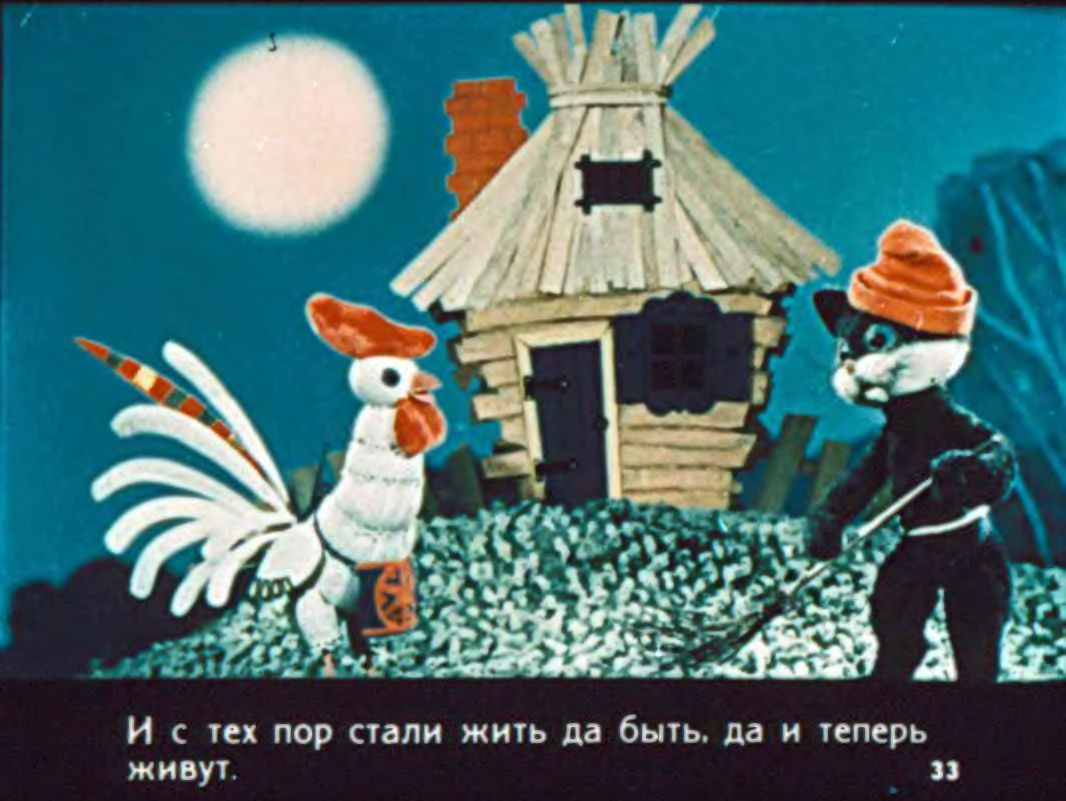 И с тех пор стали жить да быть, да и теперь
живут.
33